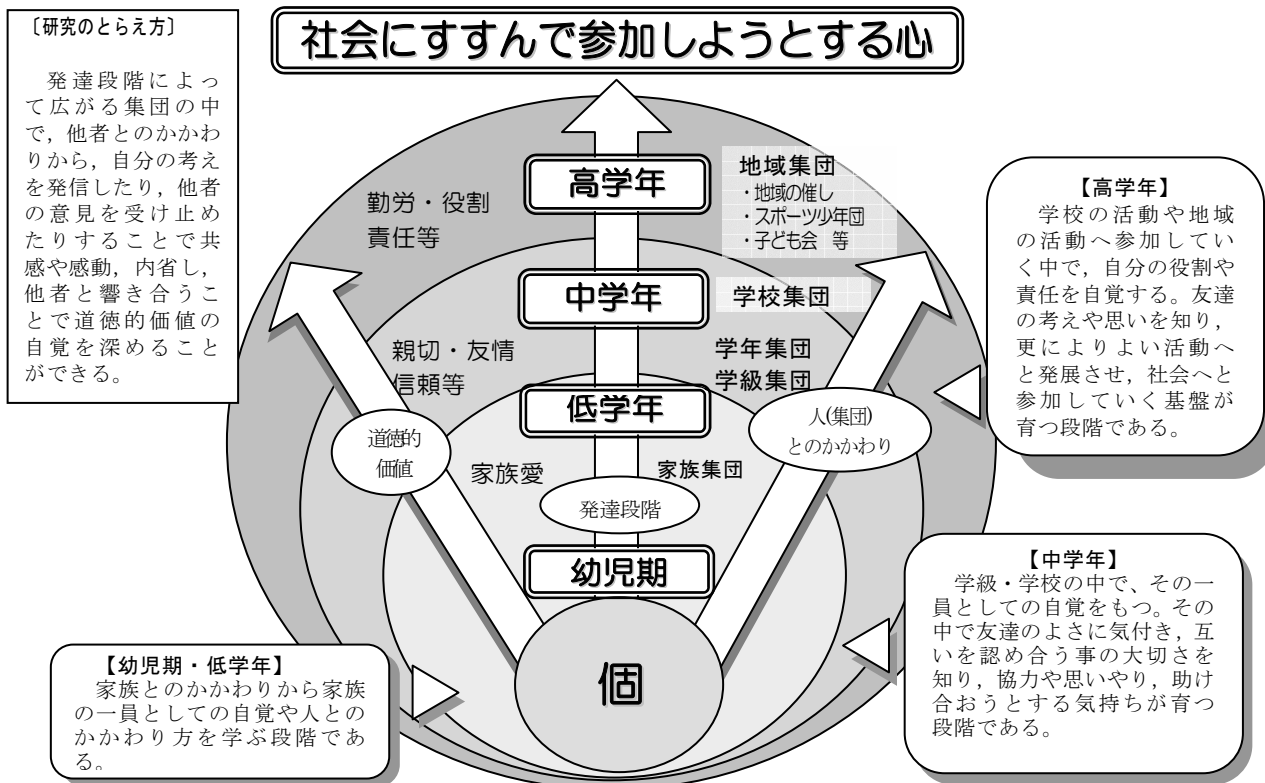 〔研究のとらえ方〕
発達段階によっ
て広がる集団の中
で，他者とのかかわ
りから，自分の考え
を発信したり，他者
の意見を受け止め
たりすることで共
感や感動，内省し，
他者と響き合うこ
とで道徳的価値の
自覚を深めること
ができる。
社会にすすんで参加しようとする心
高学年
勤労・役割
責任等
地域集団
・地域の催し
・スポーツ少年団
・子ども会　等
中学年
学校集団
親切・友情
信頼等
学年集団
学級集団
低学年
道徳的
価値
人(集団)
とのかかわり
家族愛
家族集団
発達段階
幼児期
個
【高学年】
学校の活動や地域
の活動へ参加してい
く中で，自分の役割や
責任を自覚する。友達
の考えや思いを知り，
更によりよい活動へ
と発展させ，社会へと
参加していく基盤が
育つ段階である。
【中学年】
学級・学校の中で、その一
員としての自覚をもつ。その
中で友達のよさに気付き，互
いを認め合う事の大切さを
知り，協力や思いやり，助け
合おうとする気持ちが育つ
段階である。
【幼児期・低学年】
家族とのかかわりから家族
の一員としての自覚や人との
かかわり方を学ぶ段階であ
る。